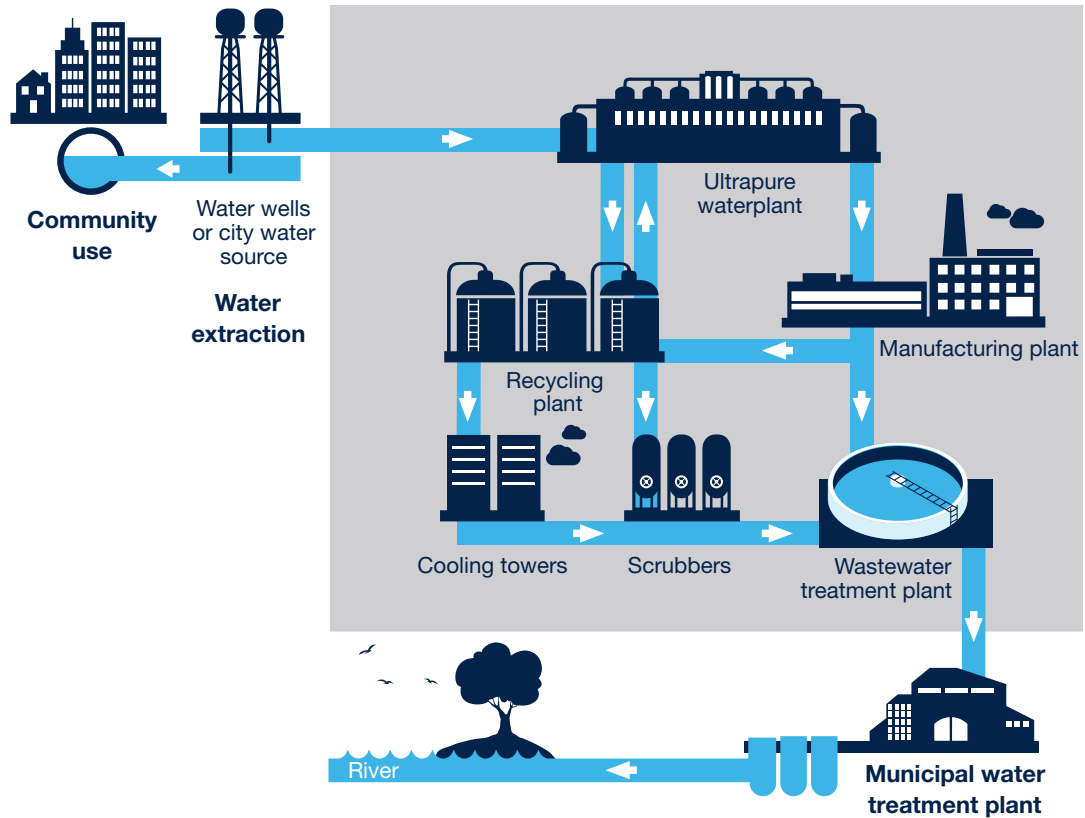 Community
use
Water wells
or city water
source
Water
extraction
Ultrapure
waterplant
Manufacturing plant
Recycling
plant
Cooling towers
Scrubbers
Wastewater
treatment plant
River
Municipal water
treatment plant